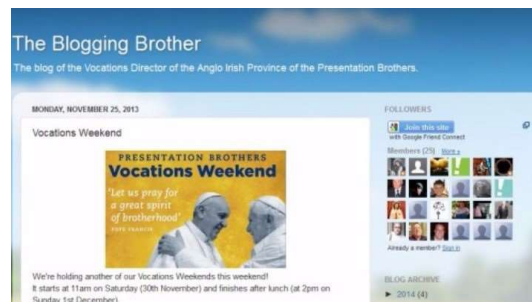 The Blogging Brother
The blog of the Vocations Director of the Anglo Irish Province of the Presentation Brothers.
MONDAY, NOVEMBER 25, 2013
Vocations Weekend
PRESENTATION BROTHERS
Vocations Weekend
'Let us pray for
a great spirit
of brotherhood'
POPE FRANCIS
We're holding another of our Vocations Weekends this weekend!
It starts at 11am on Saturday (30th November) and finishes after lunch (at 2pm on
Sunday 1st December)
FOLLOWERS
Join this site
with Google Friend Connect
Members (25) More »
Already a member? Sign in
BLOG ARCHIVE
► 2014 (4)